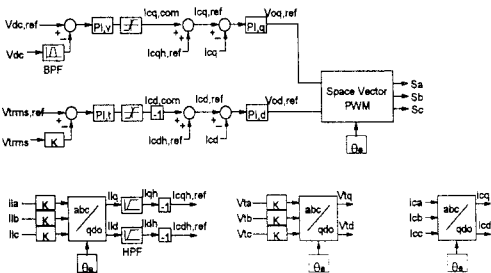 Vdc,ref PI,v Icq,com Icq,ref Voq,ref
Vdc BPF Icqh,ref Icq PI,q
Space Vector PWM Sa Sb Sc
θe
Vtrms,ref PI,t Icd,com -1 Icd,ref Vod,ref
Vtrms K Icdh,ref Icd PI,d
Ila K abc Ilq Ilqh -1 Icqh,ref
Ilb K
Ilc K qdo Ild Ildh -1 Icdh,ref
θe HPF
Vta K abc Vtq
Vtb K
Vtc K qdo Vtd
θe
ica abc icq
Icb
Icc qdo Icd
θe